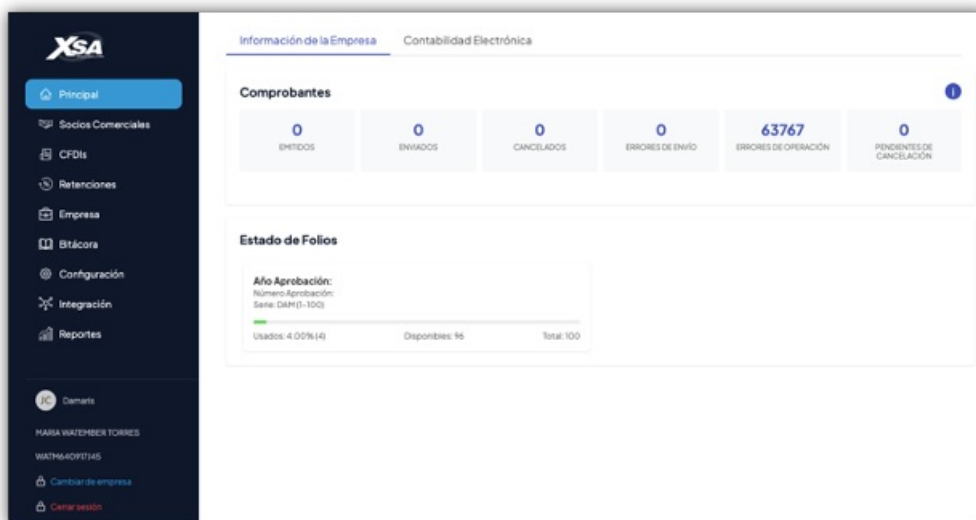 XSA
Principal
Socios Comerciales
CFDIs
Retenciones
Empresa
Bitácora
Configuración
Integración
Reportes
JC Damaris
MARIA WATEMBER TORRES
WATM640917J45
Cambiar de empresa
Cerrar sesión
Información de la Empresa Contabilidad Electrónica
Comprobantes
0 0 0 0 63767 0
EMITIDOS ENVIADOS CANCELADOS ERRORES DE ENVÍO ERRORES DE OPERACIÓN PENDIENTES DE
CANCELACIÓN
Estado de Folios
Año Aprobación:
Número Aprobación:
Serie: DAM (1-100)
Usados: 4.00% (4) Disponibles: 96 Total: 100